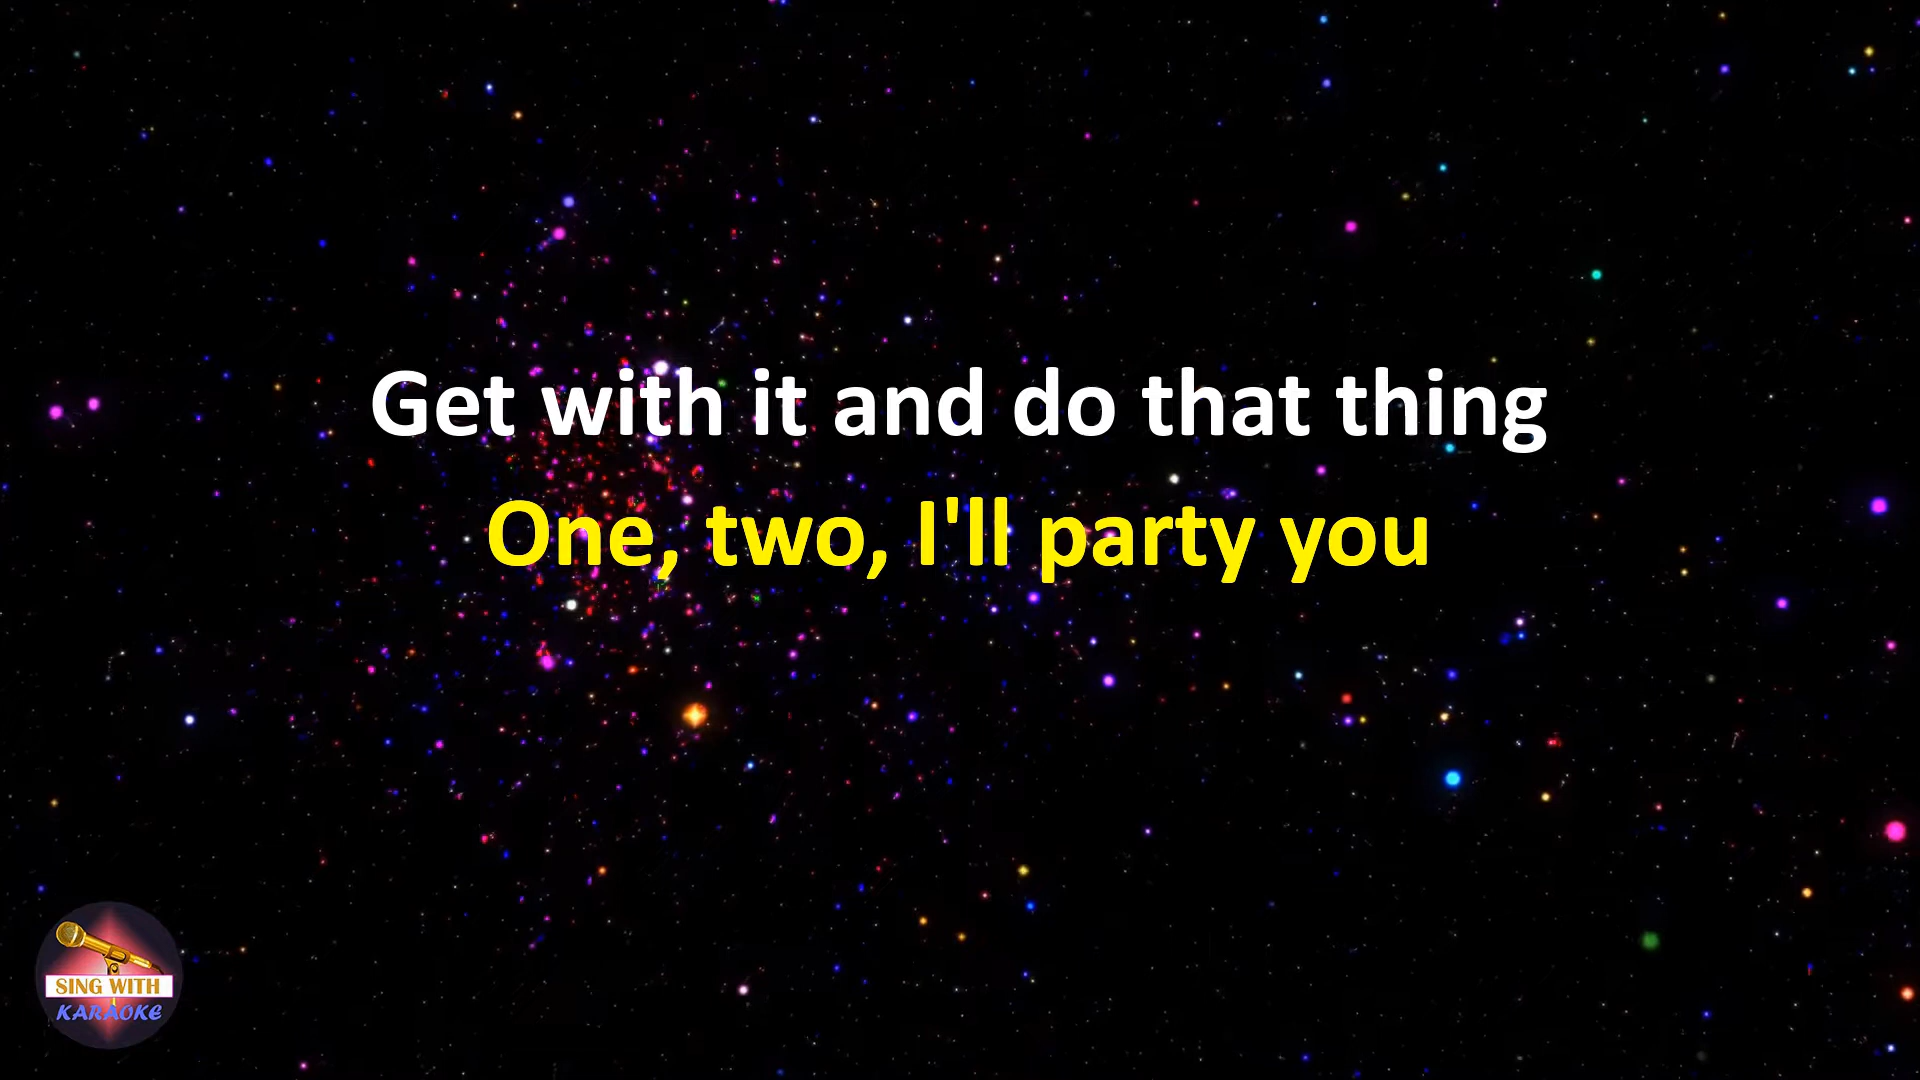 Get with it and do that thing
One, two, I'll party you
SING WITH
KARAOKE